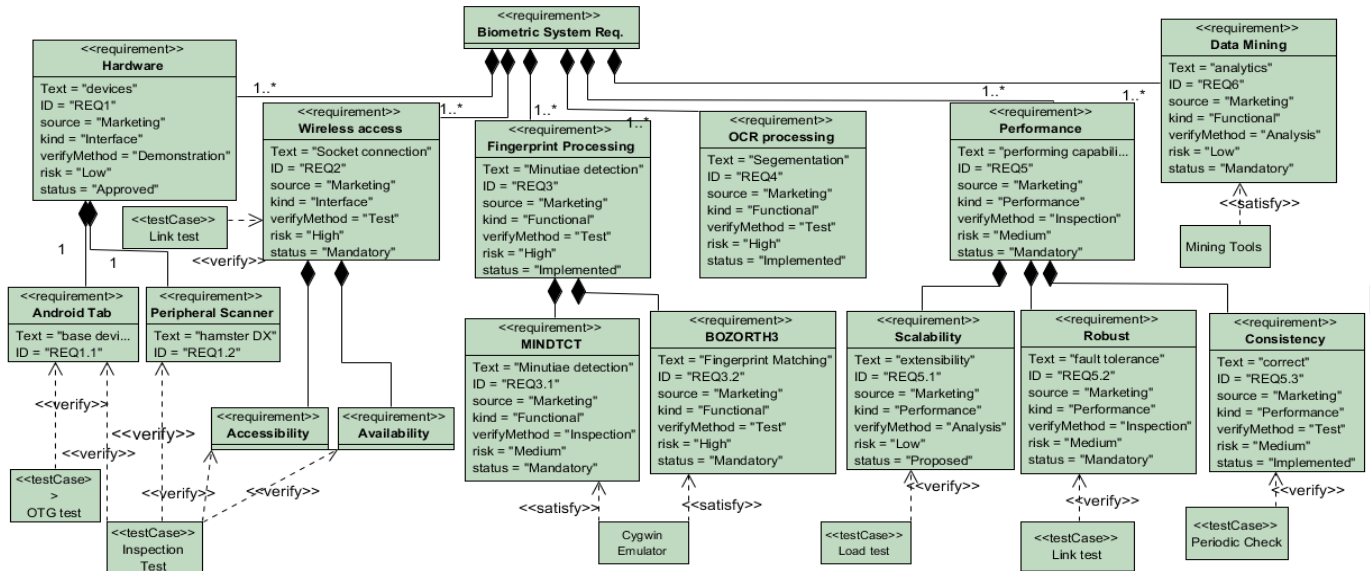 <<requirement>>
Biometric System Req.
<<requirement>>
Hardware
Text = "devices"
ID = "REQ1"
source = "Marketing"
kind = "Interface"
verifyMethod = "Demonstration"
risk = "Low"
status = "Approved"
<<requirement>>
Data Mining
Text = "analytics"
ID = "REQ6"
source = "Marketing"
kind = "Functional"
verifyMethod = "Analysis"
risk = "Low"
status = "Mandatory"
1..*
1..*
1..*
1..*
1..*
1..*
<<requirement>>
Wireless access
Text = "Socket connection"
ID = "REQ2"
source = "Marketing"
kind = "Interface"
verifyMethod = "Test"
risk = "High"
status = "Mandatory"
<<requirement>>
Fingerprint Processing
Text = "Minutiae detection"
ID = "REQ3"
source = "Marketing"
kind = "Functional"
verifyMethod = "Test"
risk = "High"
status = "Implemented"
<<requirement>>
OCR processing
Text = "Segementation"
ID = "REQ4"
source = "Marketing"
kind = "Functional"
verifyMethod = "Test"
risk = "High"
status = "Implemented"
<<requirement>>
Performance
Text = "performing capabili...
ID = "REQ5"
source = "Marketing"
kind = "Performance"
verifyMethod = "Inspection"
risk = "Medium"
status = "Mandatory"
<<testCase>>
Link test
<<verify>>
<<satisfy>>
Mining Tools
1
1
<<requirement>>
Android Tab
Text = "base devi...
ID = "REQ1.1"
<<requirement>>
Peripheral Scanner
Text = "hamster DX"
ID = "REQ1.2"
<<requirement>>
MINDTCT
Text = "Minutiae detection"
ID = "REQ3.1"
source = "Marketing"
kind = "Functional"
verifyMethod = "Inspection"
risk = "Medium"
status = "Mandatory"
<<requirement>>
BOZORTH3
Text = "Fingerprint Matching"
ID = "REQ3.2"
source = "Marketing"
kind = "Functional"
verifyMethod = "Test"
risk = "High"
status = "Mandatory"
<<requirement>>
Scalability
Text = "extensibility"
ID = "REQ5.1"
source = "Marketing"
kind = "Performance"
verifyMethod = "Analysis"
risk = "Low"
status = "Proposed"
<<requirement>>
Robust
Text = "fault tolerance"
ID = "REQ5.2"
source = "Marketing"
kind = "Performance"
verifyMethod = "Inspection"
risk = "Medium"
status = "Mandatory"
<<requirement>>
Consistency
Text = "correct"
ID = "REQ5.3"
source = "Marketing"
kind = "Performance"
verifyMethod = "Test"
risk = "Medium"
status = "Implemented"
<<requirement>>
Accessibility
<<requirement>>
Availability
<<verify>>
<<verify>>
<<verify>>
<<verify>>
<<verify>>
<<testCase>
>
OTG test
<<testCase>>
Inspection
Test
<<satisfy>>
<<satisfy>>
Cygwin
Emulator
<<verify>>
<<testCase>>
Load test
<<verify>>
<<testCase>>
Link test
<<verify>>
<<testCase>>
Periodic Check